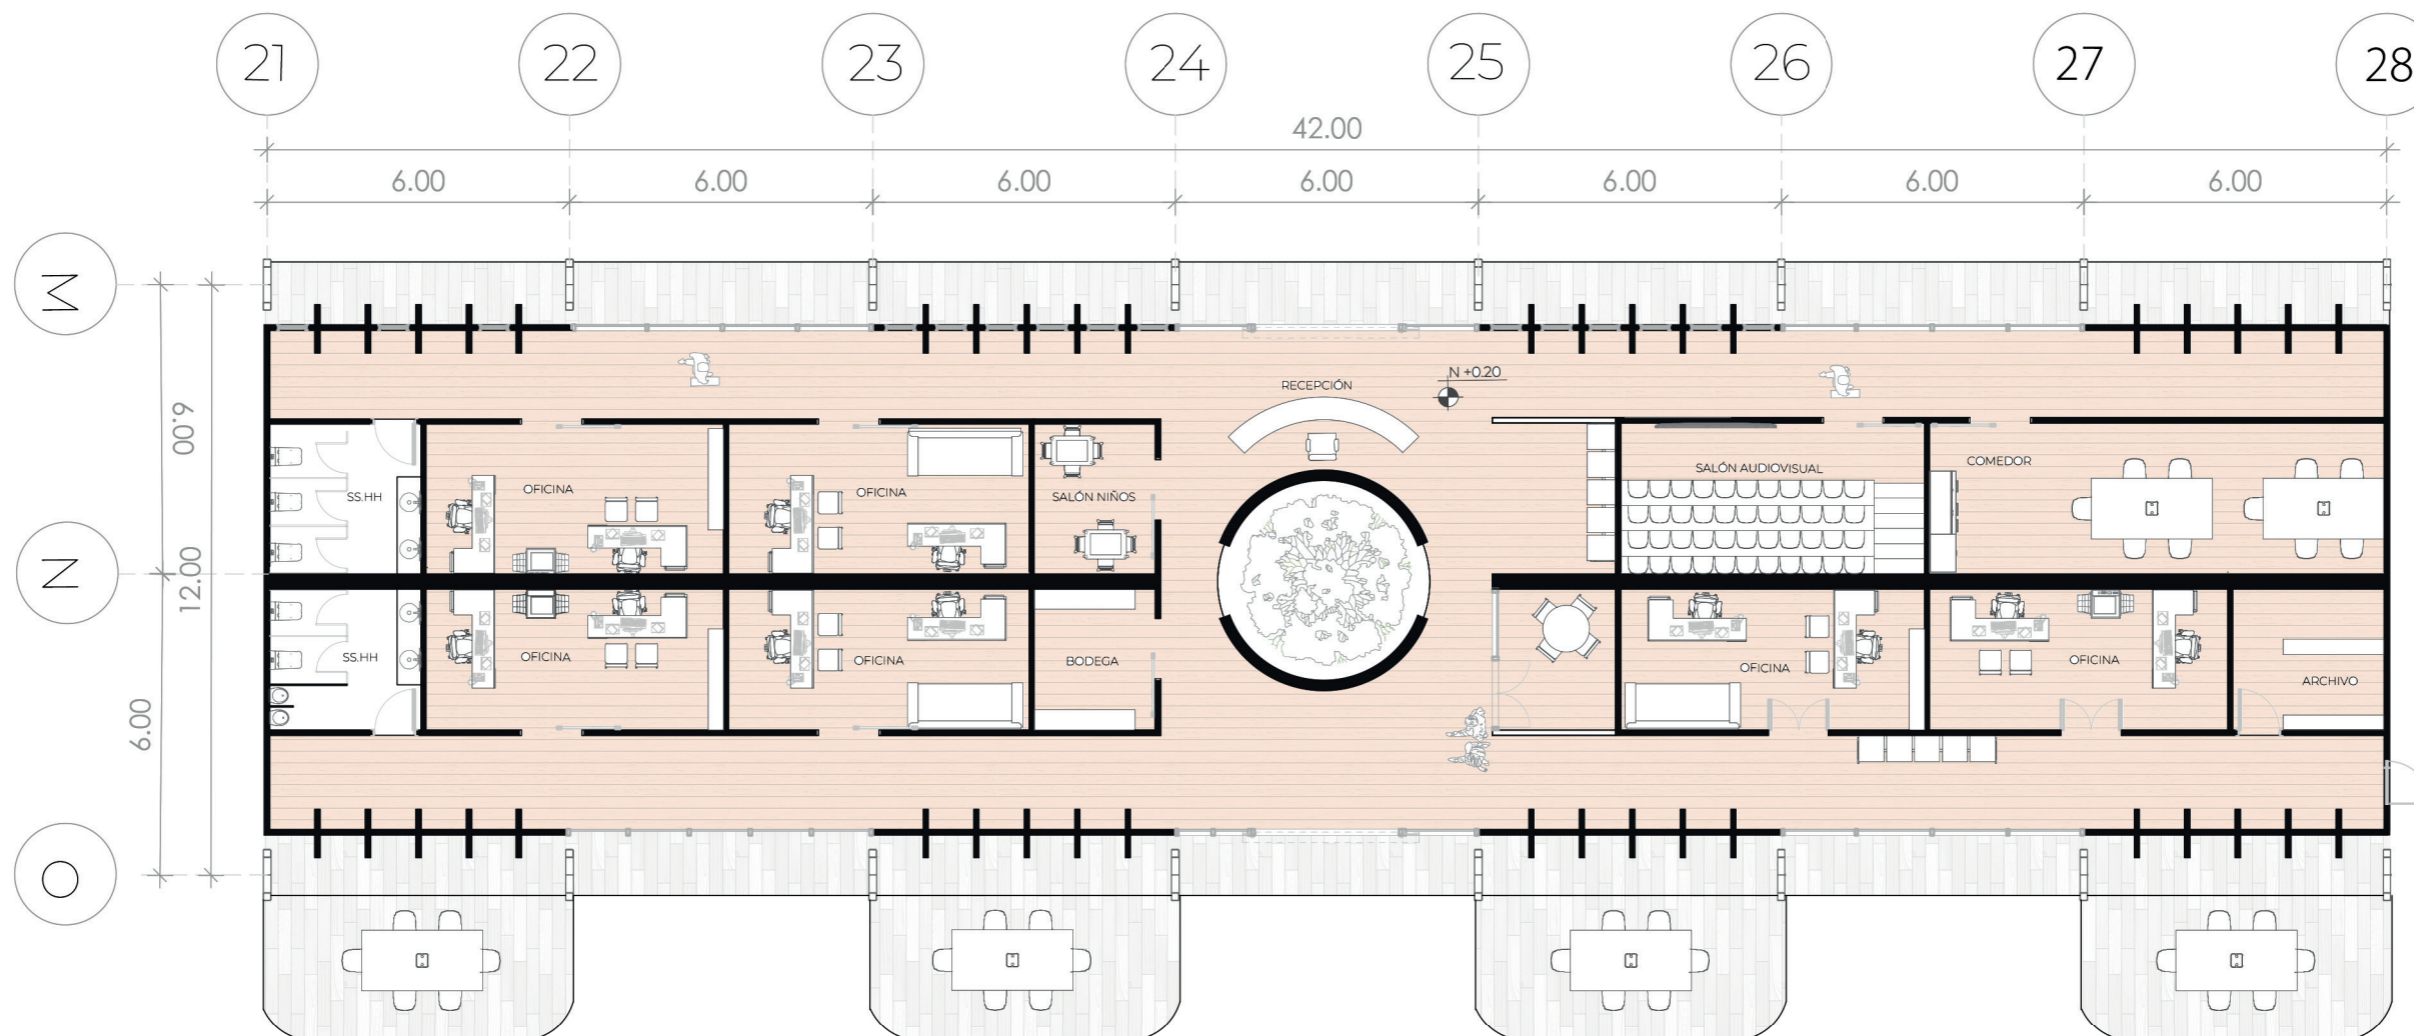 21 22 23 24 25 26 27 28
42.00
6.00 6.00 6.00 6.00 6.00 6.00 6.00
M
N
O
6.00
12.00
6.00
N +0.20
RECEPCIÓN
SS.HH
OFICINA
OFICINA
SALÓN NIÑOS
SALÓN AUDIOVISUAL
COMEDOR
SS.HH
OFICINA
OFICINA
BODEGA
OFICINA
OFICINA
ARCHIVO